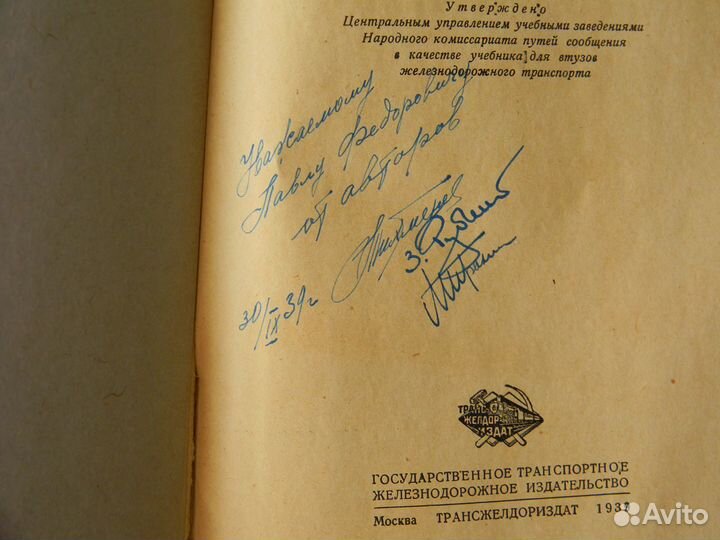 Утверждено
Центральным управлением учебными заведениями
Народного комиссариата путей сообщения
в качестве учебника для втузов
железнодорожного транспорта
Уважаемому
Павлу Федоровичу
от авторов
30/IX 39 г
ТРАНС
ЖЕЛДОР
ИЗДАТ
ГОСУДАРСТВЕННОЕ ТРАНСПОРТНОЕ
ЖЕЛЕЗНОДОРОЖНОЕ ИЗДАТЕЛЬСТВО
Москва ТРАНСЖЕЛДОРИЗДАТ 1937
Avito